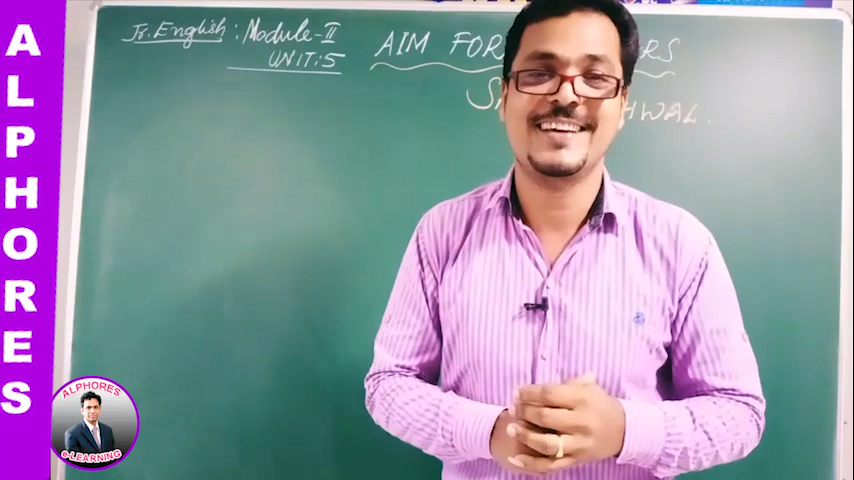 ALPHORES
Jr. English : Module-II
UNIT:5
AIM FOR
ALPHORES
e-LEARNING